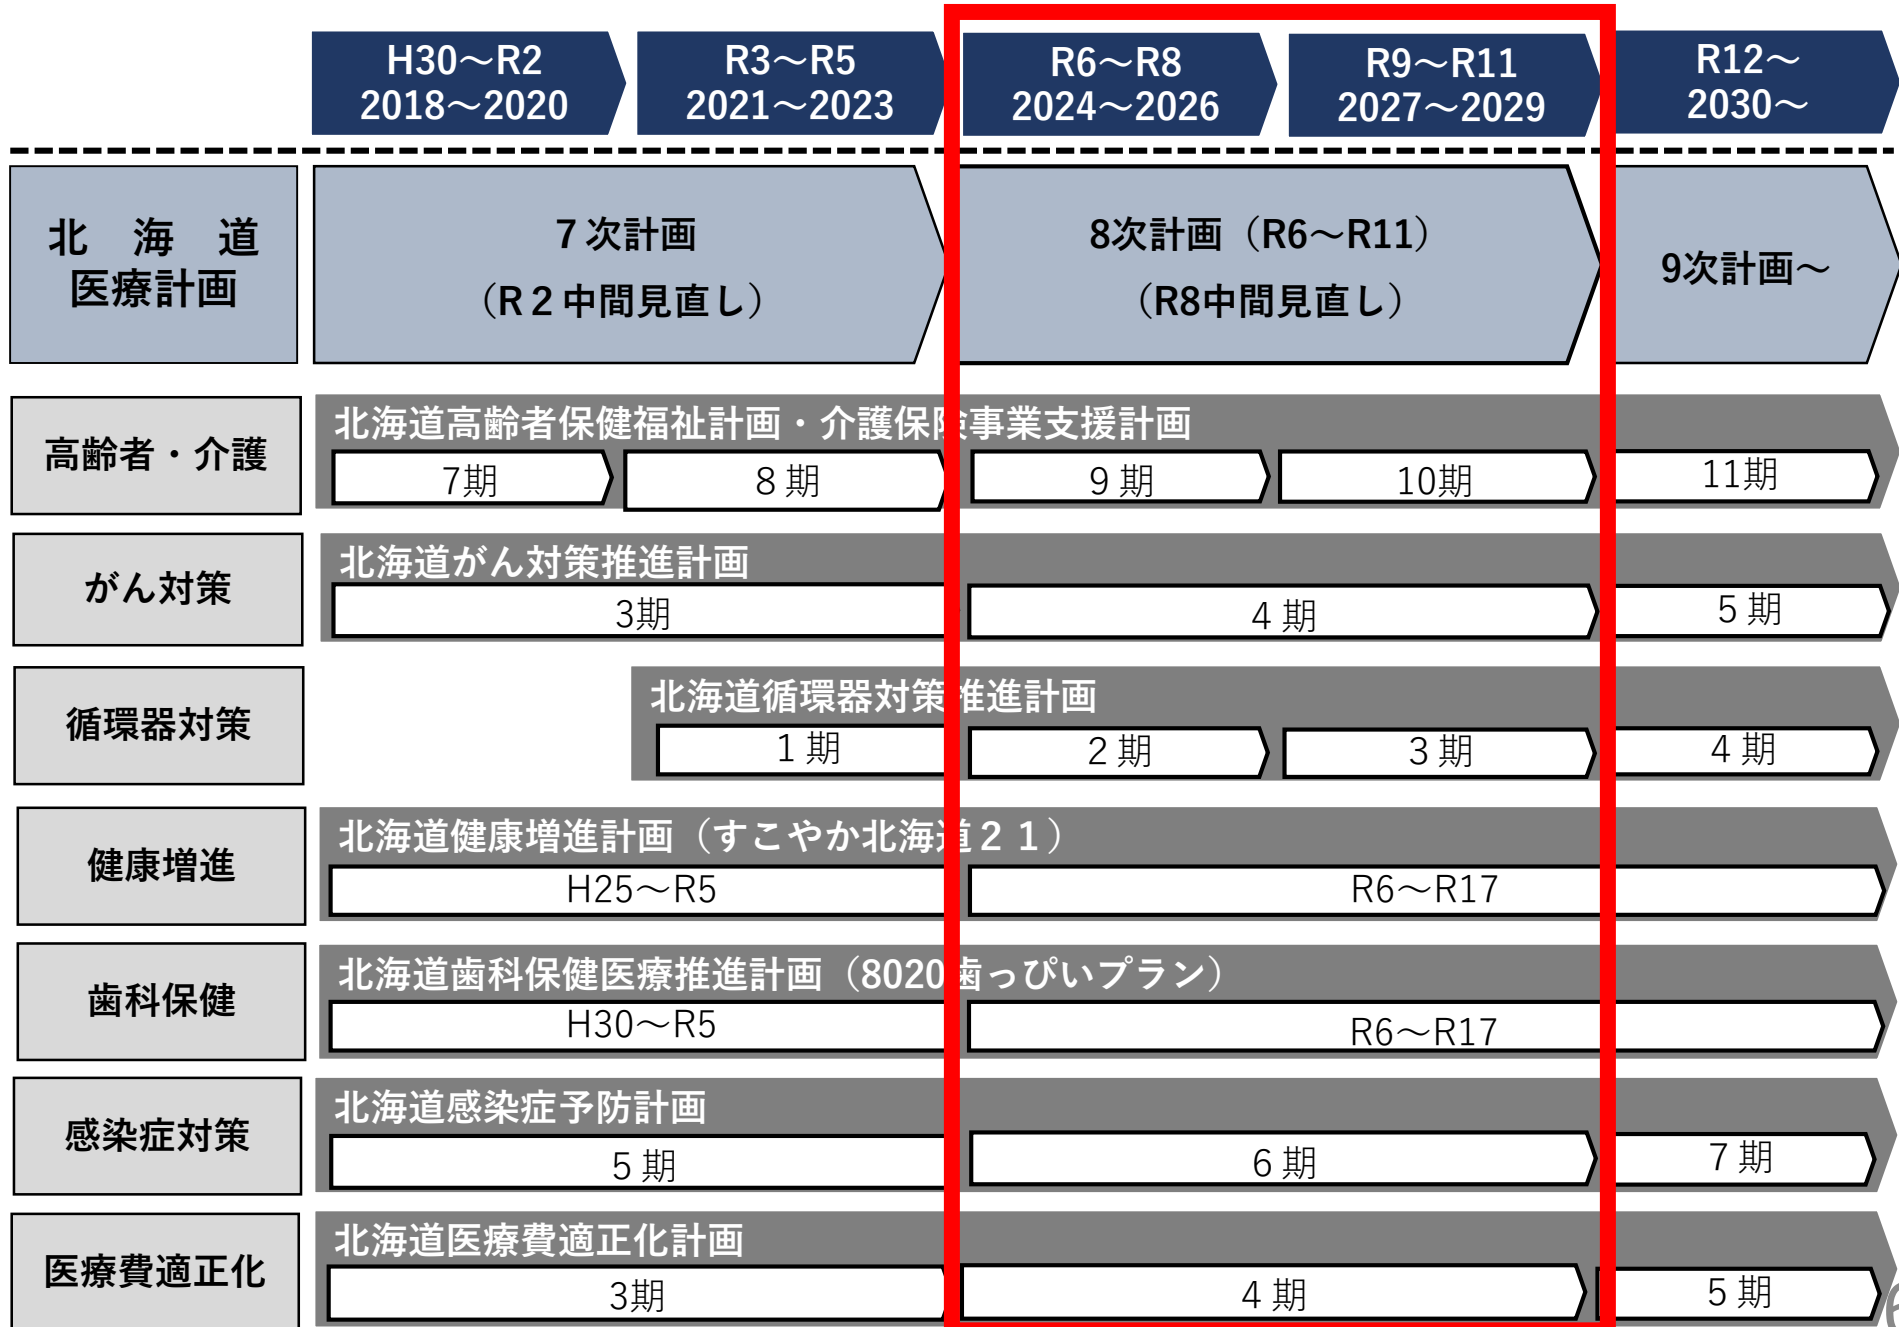 H30～R2
2018～2020
R3～R5
2021～2023
R6～R8
2024～2026
R9～R11
2027～2029
R12～
2030～
北　海　道
医療計画
７次計画
（R２中間見直し）
8次計画（R6～R11）
（R8中間見直し）
9次計画～
高齢者・介護
北海道高齢者保健福祉計画・介護保険事業支援計画
7期
８期
９期
10期
11期
がん対策
北海道がん対策推進計画
3期
４期
５期
循環器対策
北海道循環器対策推進計画
１期
２期
３期
４期
健康増進
北海道健康増進計画（すこやか北海道２１）
H25～R5
R6～R17
歯科保健
北海道歯科保健医療推進計画（8020歯っぴいプラン）
H30～R5
R6～R17
感染症対策
北海道感染症予防計画
５期
６期
７期
医療費適正化
北海道医療費適正化計画
3期
４期
５期